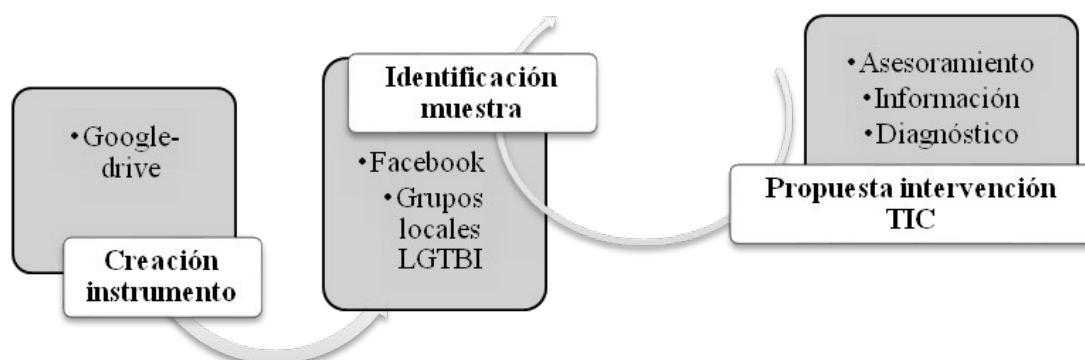 •Google-
drive
Creación
instrumento
Identificación
muestra
•Facebook
•Grupos
locales
LGTBI
•Asesoramiento
•Información
•Diagnóstico
Propuesta intervención
TIC